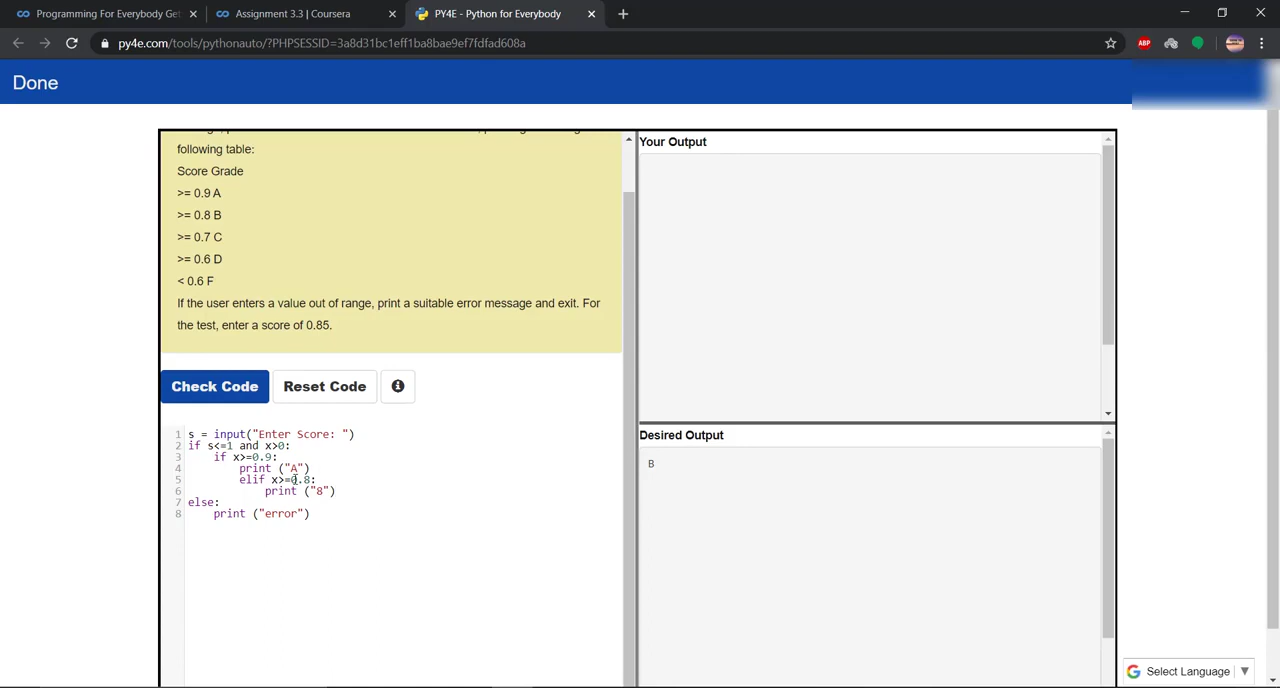 Programming For Everybody Get
Assignment 3.3 | Coursera
PY4E - Python for Everybody
py4e.com/tools/pythonauto/?PHPSESSID=3a8d31bc1eff1ba8bae9ef7fdfad608a
ABP
Done
following table:
Score Grade
>= 0.9 A
>= 0.8 B
>= 0.7 C
>= 0.6 D
< 0.6 F
If the user enters a value out of range, print a suitable error message and exit. For
the test, enter a score of 0.85.
Check Code
Reset Code
1 s = input("Enter Score: ")
2 if s<=1 and x>0:
3 if x>=0.9:
4 print ("A")
5 elif x>=0.8:
6 print ("8")
7 else:
8 print ("error")
Your Output
Desired Output
B
Select Language